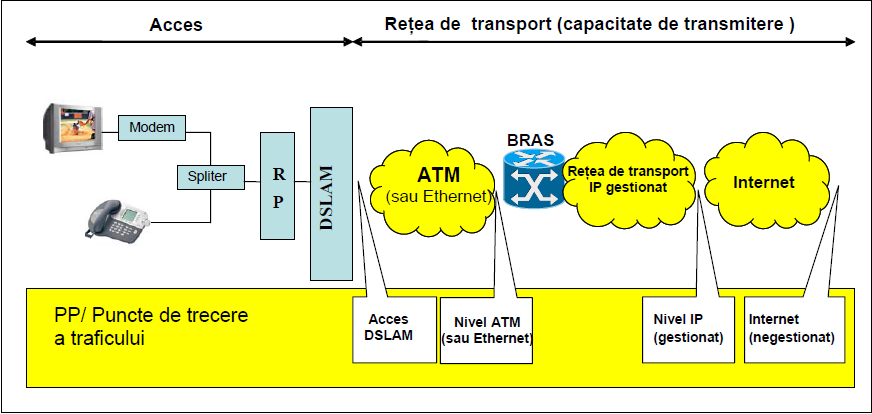 Acces
Rețea de transport (capacitate de transmitere )
Modem
Spliter
R
P
DSLAM
ATM
(sau Ethernet)
BRAS
Rețea de transport
IP gestionat
Internet
PP/ Puncte de trecere
a traficului
Acces
DSLAM
Nivel ATM
(sau Ethernet)
Nivel IP
(gestionat)
Internet
(negestionat)